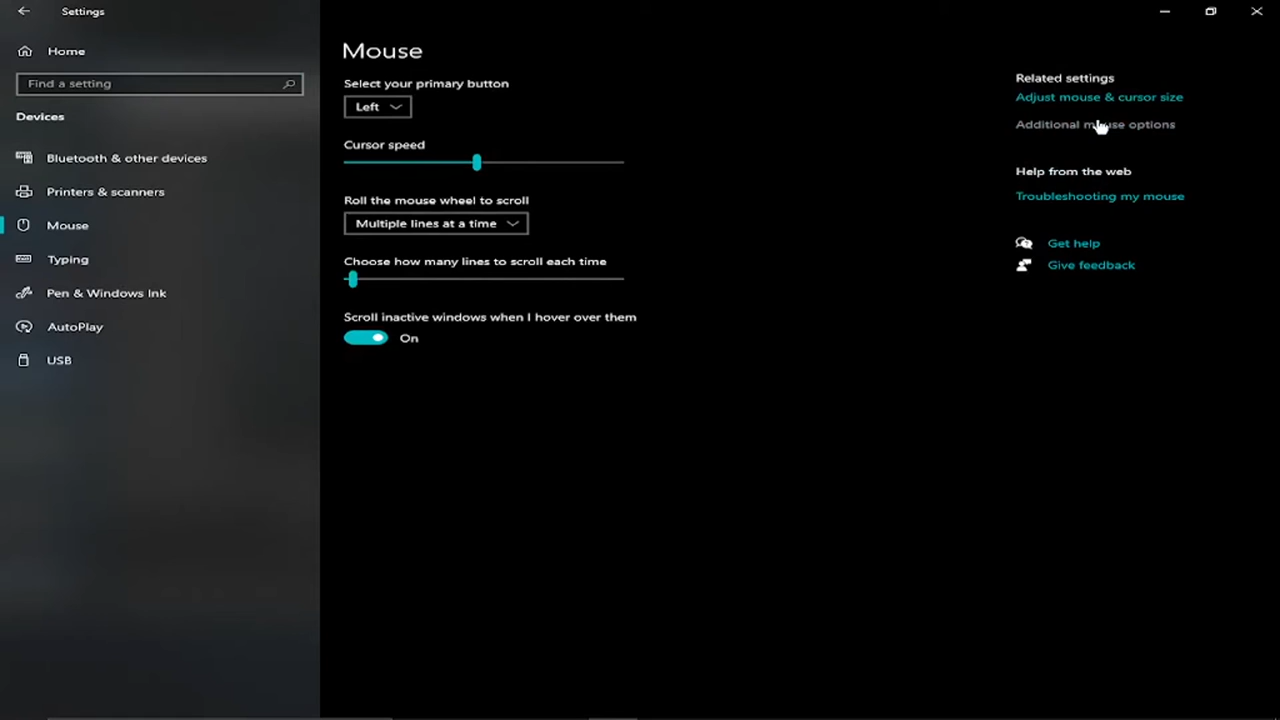 Settings
Home
Find a setting
Devices
Bluetooth & other devices
Printers & scanners
Mouse
Typing
Pen & Windows Ink
AutoPlay
USB
Mouse
Select your primary button
Left
Cursor speed
Roll the mouse wheel to scroll
Multiple lines at a time
Choose how many lines to scroll each time
Scroll inactive windows when I hover over them
On
Related settings
Adjust mouse & cursor size
Additional mouse options
Help from the web
Troubleshooting my mouse
Get help
Give feedback